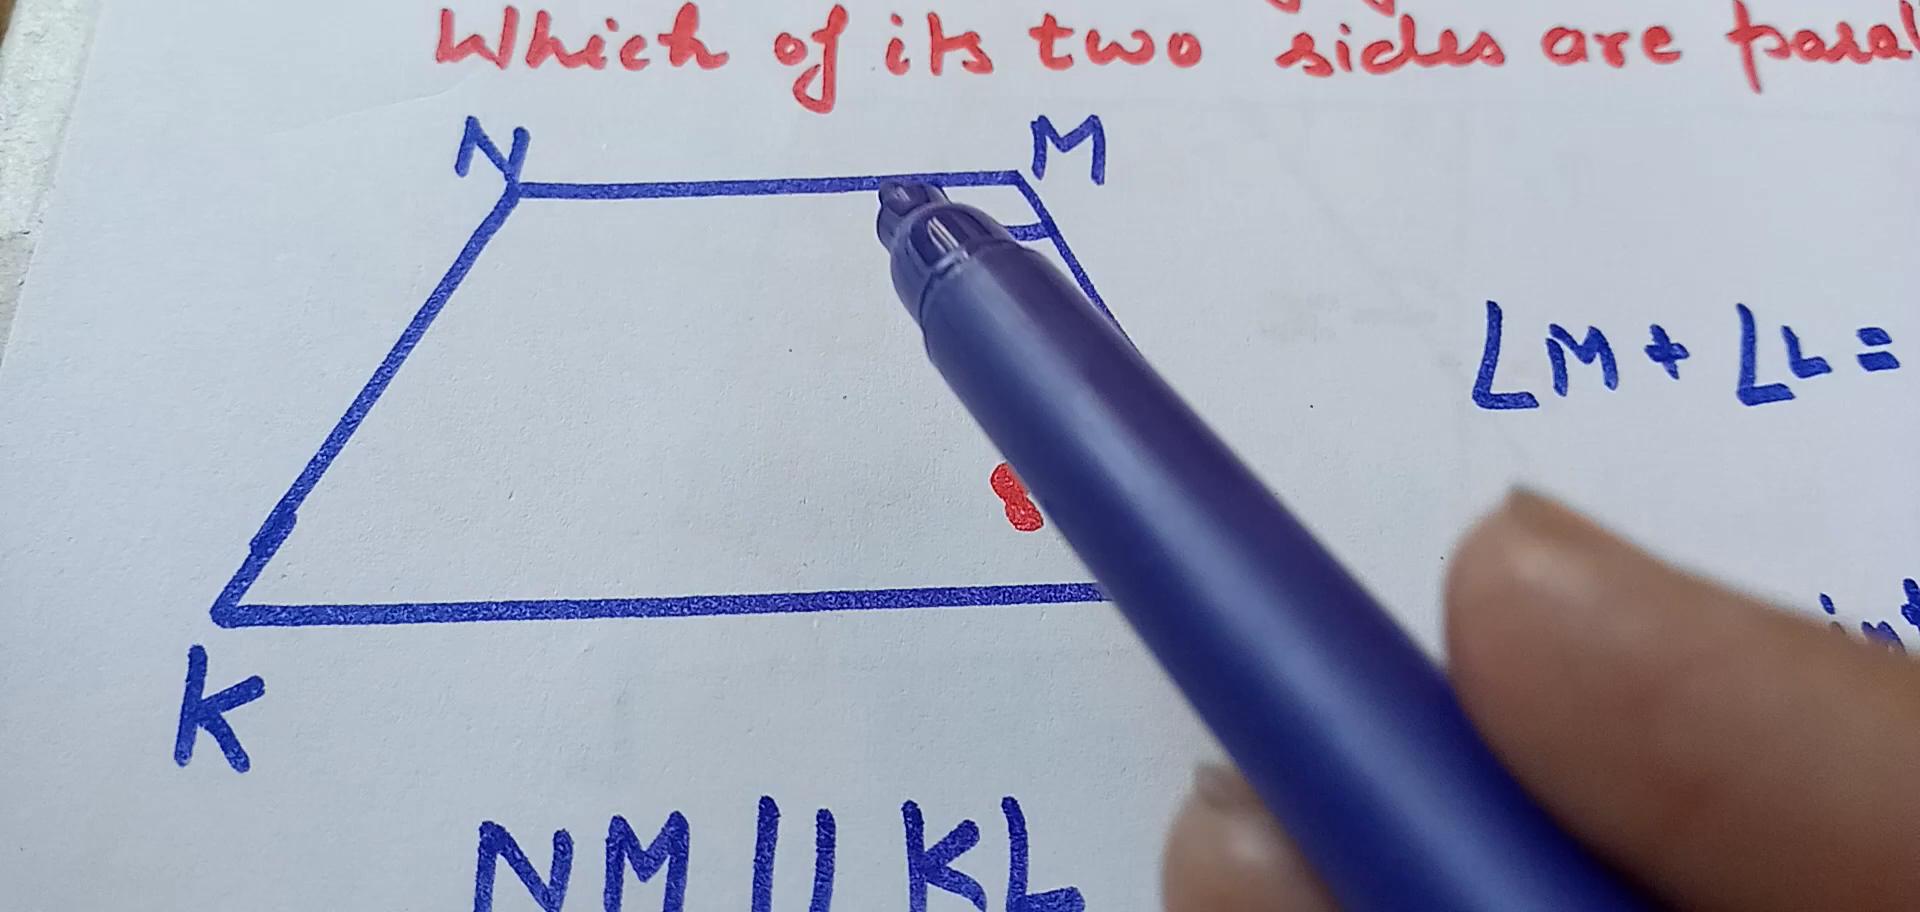 Which of its two sides are
N M
∠M + ∠L =
K
NM || KL